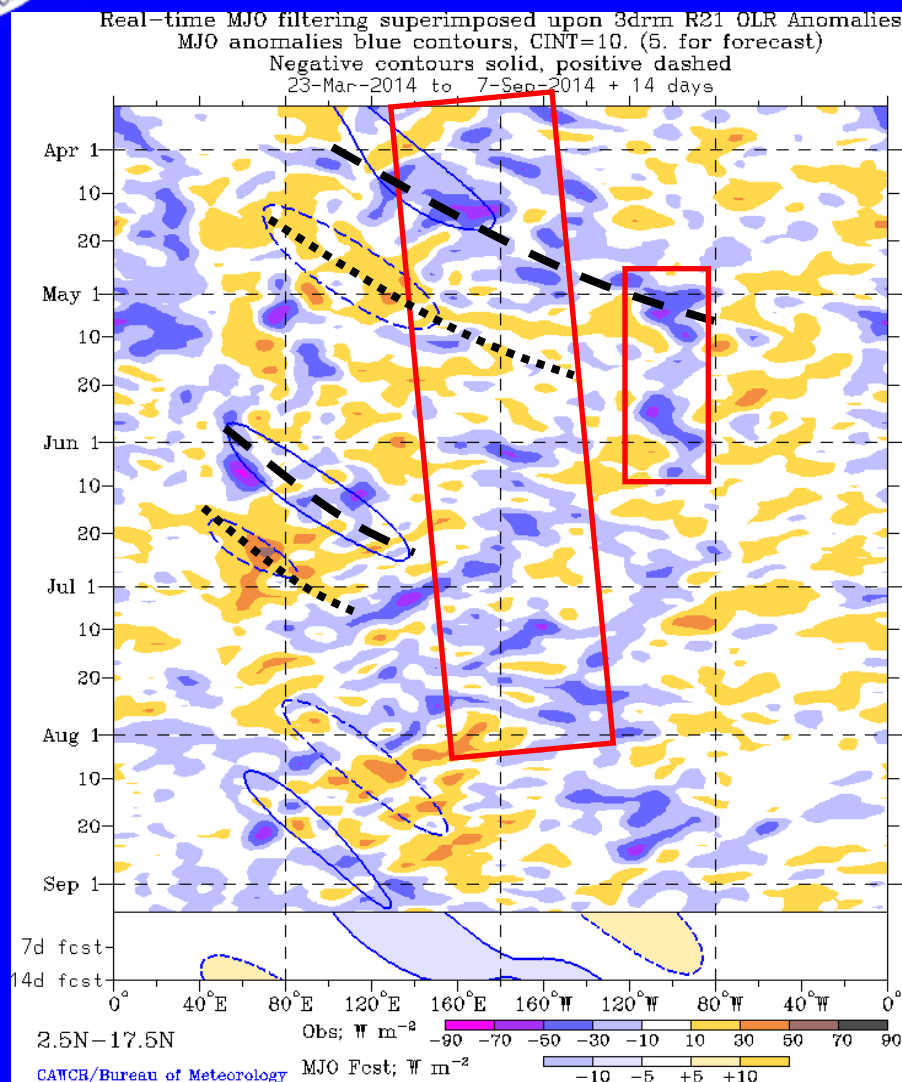 Real-time MJO filtering superimposed upon 3drm R21 OLR Anomalies
MJO anomalies blue contours, CINT=10. (5. for forecast)
Negative contours solid, positive dashed
23-Mar-2014 to 7-Sep-2014 + 14 days
Apr 1
10
20
May 1
10
20
Jun 1
10
20
Jul 1
10
20
Aug 1
10
20
Sep 1
7d fcst
14d fcst
0° 40°E 80°E 120°E 160°E 160°W 120°W 80°W 40°W 0°
2.5N-17.5N
Obs; W m⁻²
-90 -70 -50 -30 -10 10 30 50 70 90
CAWCR/Bureau of Meteorology
MJO Fcst; W m⁻²
-10 -5 +5 +10